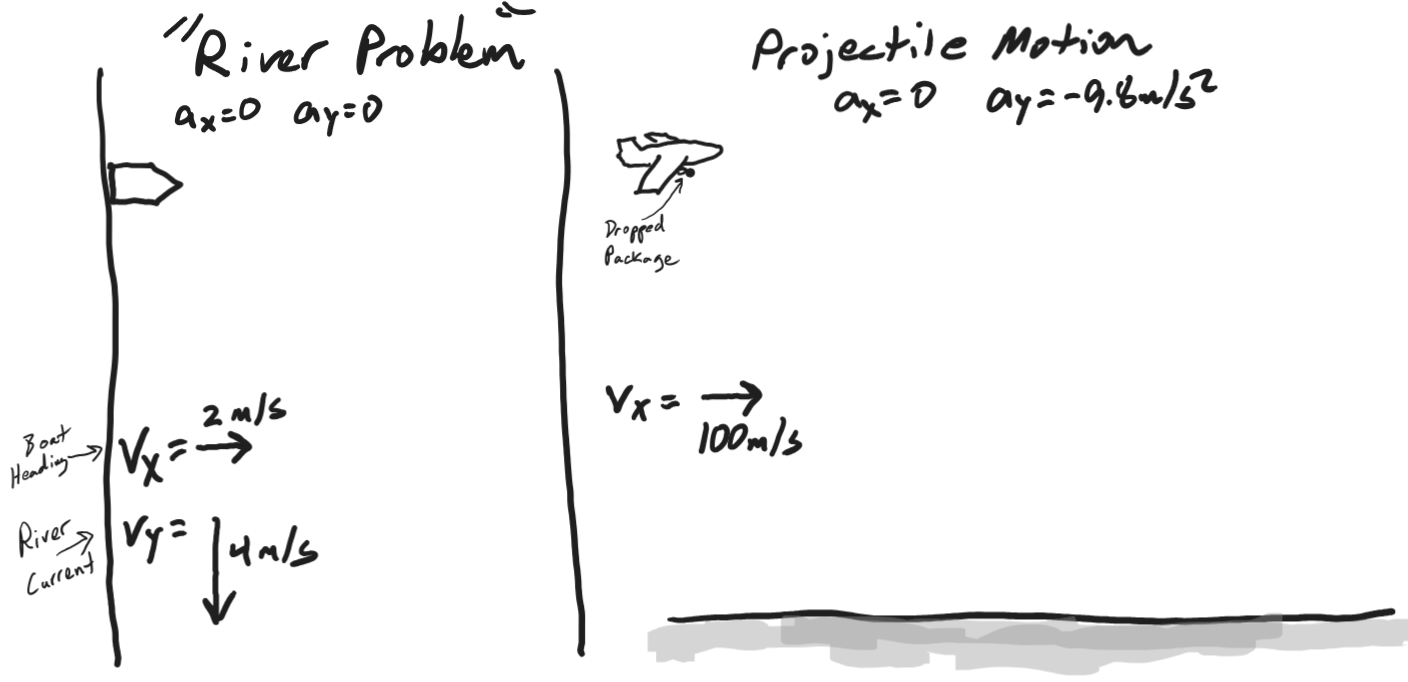 "River Problem"
ax=0 ay=0
Boat
Heading
Vx=
2 m/s
River
Current
Vy=
4 m/s
Projectile Motion
ax=0 ay=-9.8m/s²
Dropped
Package
Vx=
100m/s